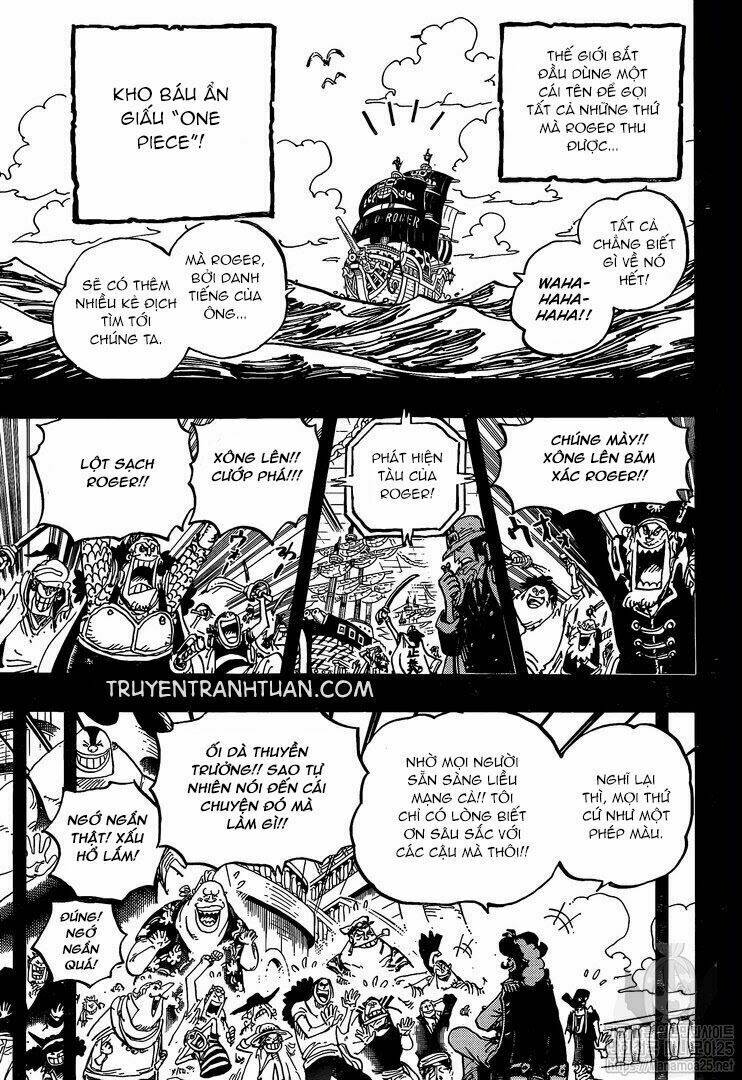 THẾ GIỚI BẮT
ĐẦU DÙNG MỘT
CÁI TÊN ĐỂ GỌI
TẤT CẢ NHỮNG THỨ
MÀ ROGER THU
ĐƯỢC...
KHO BÁU ẨN
GIẤU "ONE
PIECE"!
TẤT CẢ
CHẲNG BIẾT
GÌ VỀ NÓ
HẾT!
WAHA-
HAHA-
HAHA!!
MÀ ROGER,
BỞI DANH
TIẾNG CỦA
ÔNG...
SẼ CÓ THÊM
NHIỀU KẺ ĐỊCH
TÌM TỚI
CHÚNG TA.
CHÚNG MÀY!!
XÔNG LÊN BĂM
XÁC ROGER!!
PHÁT HIỆN
TÀU CỦA
ROGER!
XÔNG LÊN!!
CƯỚP PHÁ!!!
LỘT SẠCH
ROGER!!
TRUYENTRANHTUAN.COM
NGHĨ LẠI
THÌ, MỌI THỨ
CỨ NHƯ MỘT
PHÉP MÀU.
NHỜ MỌI NGƯỜI
SẴN SÀNG LIỀU
MẠNG CẢ!! TÔI
CHỈ CÓ LÒNG BIẾT
ƠN SÂU SẮC VỚI
CÁC CẬU MÀ THÔI!!
ỐI DÀ THUYỀN
TRƯỞNG!! SAO TỰ
NHIÊN NÓI ĐẾN CÁI
CHUYỆN ĐÓ MÀ
LÀM GÌ!!
NGỚ NGẨN
THẬT! XẤU
HỔ LẮM!
ĐÚNG!
NGỚ
NGẨN
QUÁ!
https://hanamoa25.net